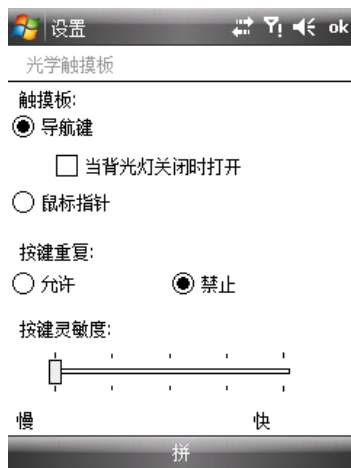 设置 ok
光学触摸板
触摸板:
导航键
当背光灯关闭时打开
鼠标指针
按键重复:
允许 禁止
按键灵敏度:
慢 快
拼